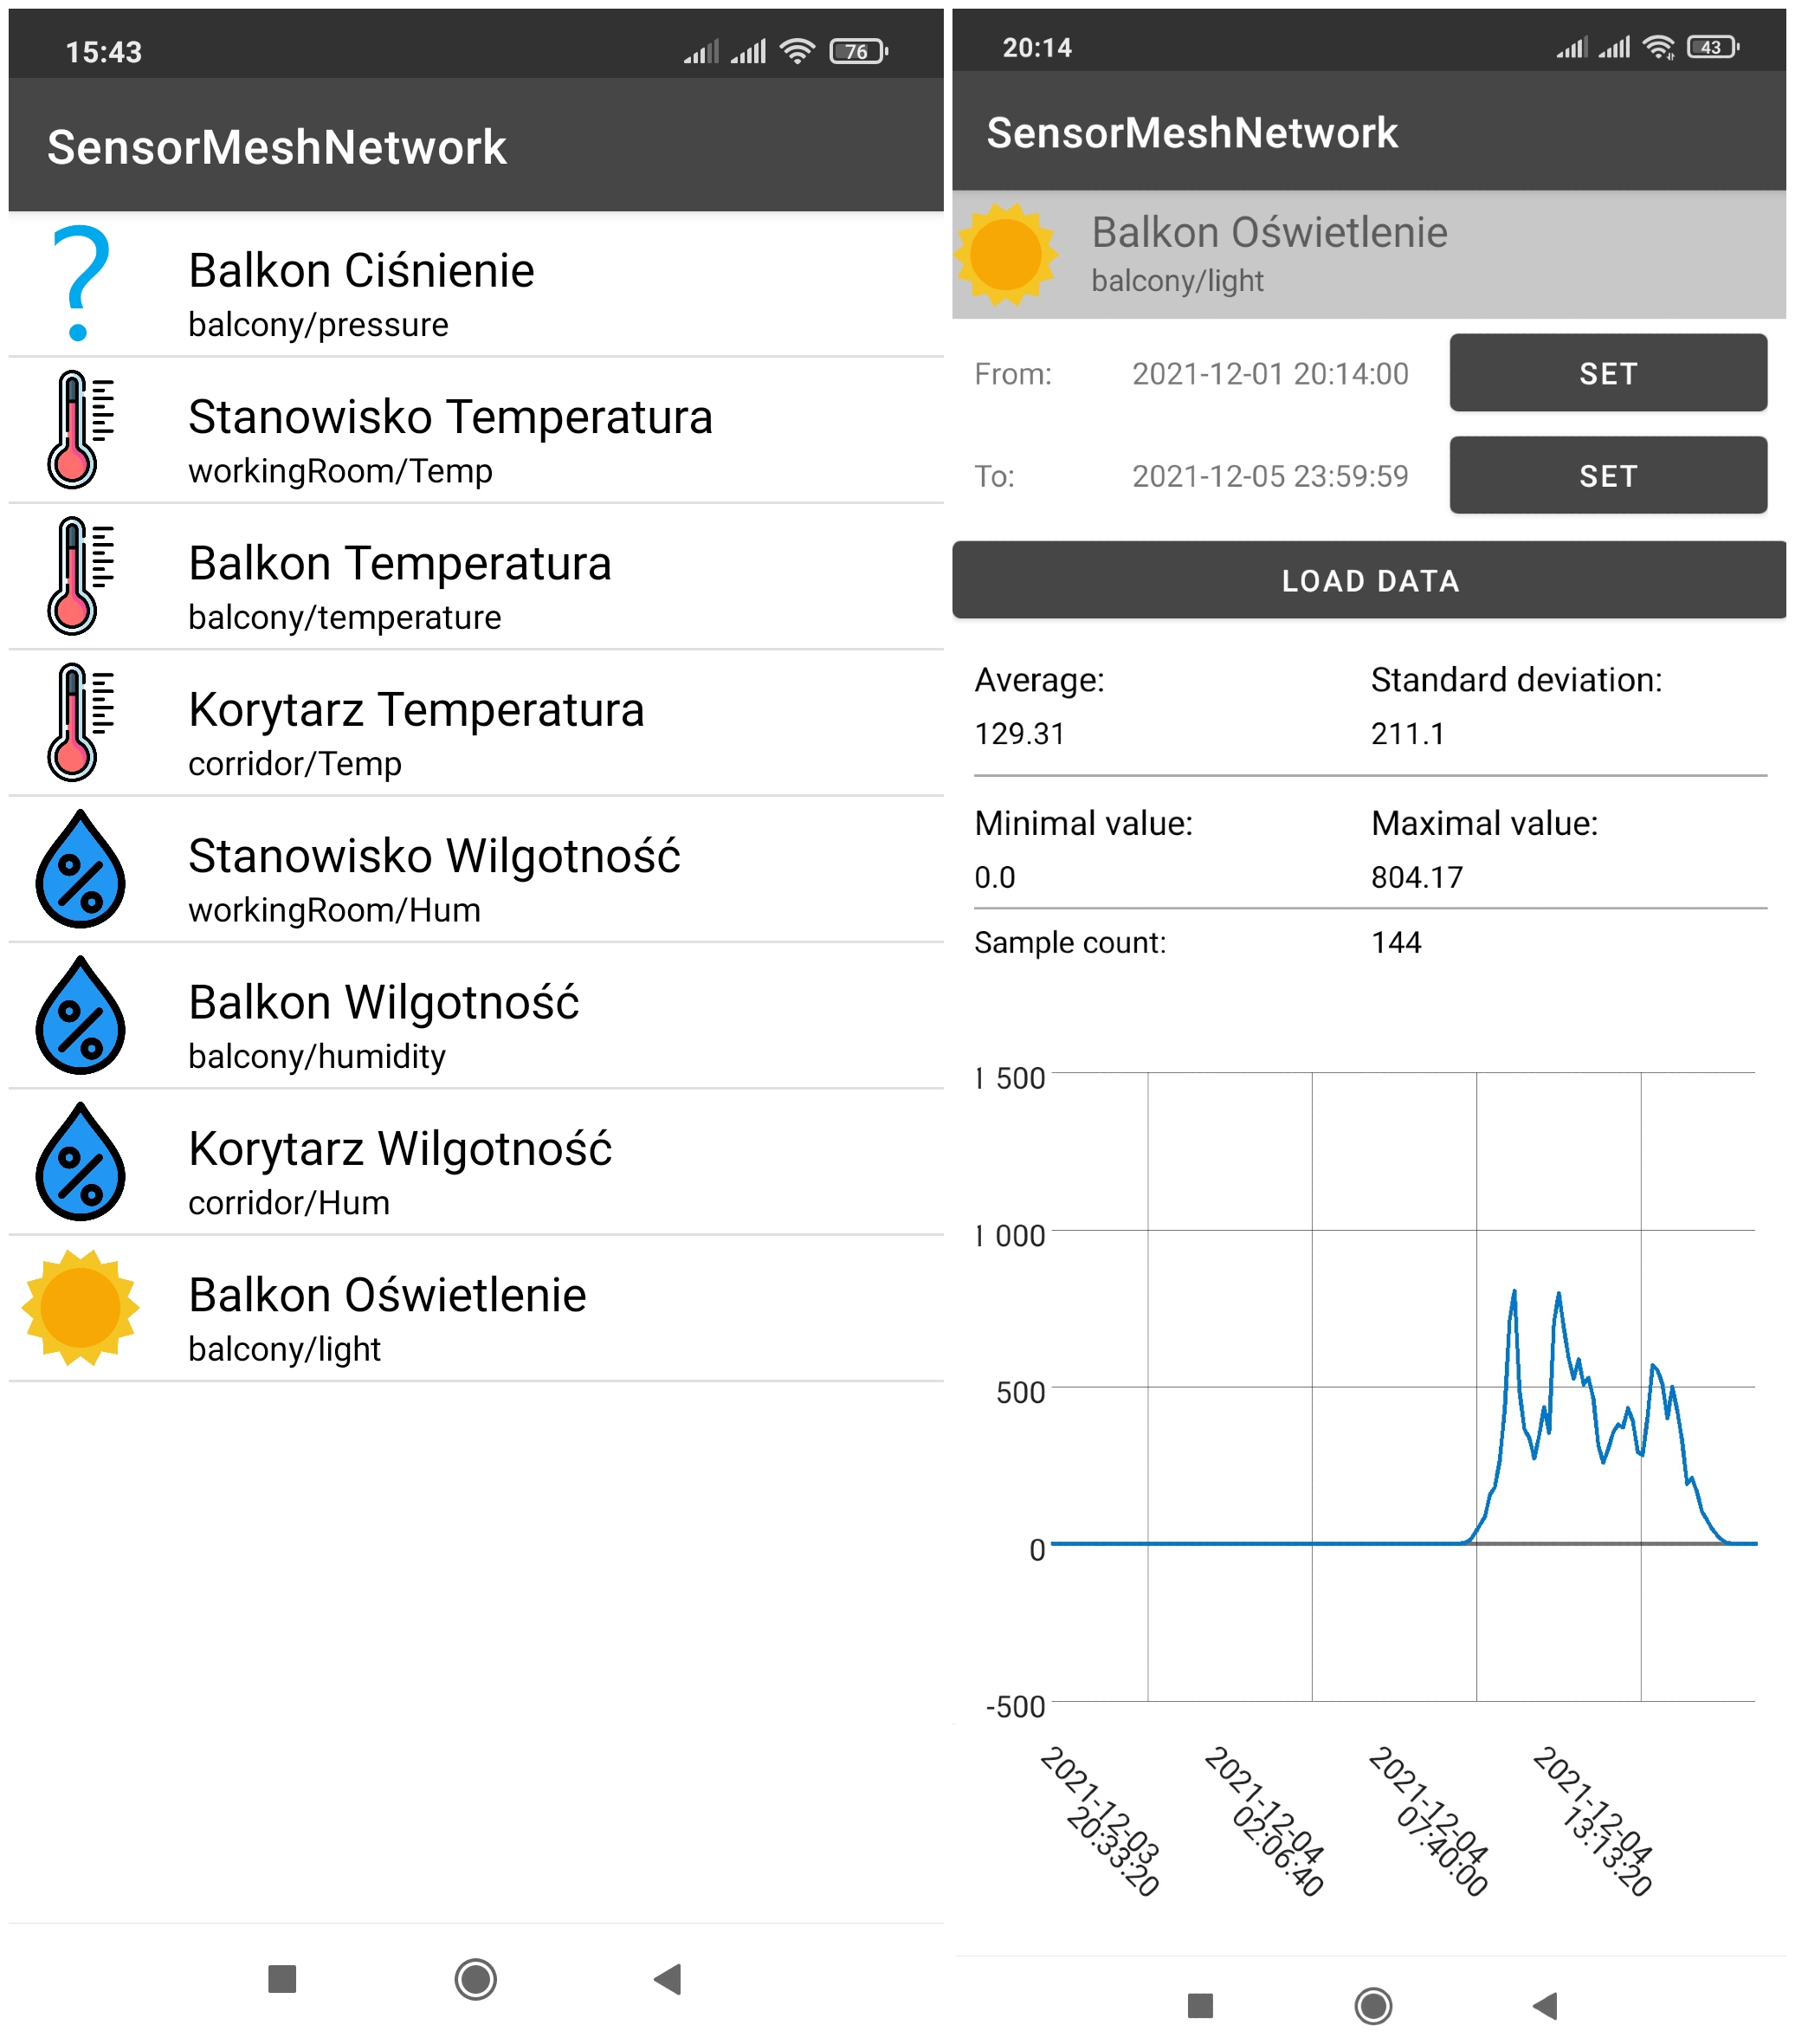 15:43
76
SensorMeshNetwork
Balkon Ciśnienie
balcony/pressure
Stanowisko Temperatura
workingRoom/Temp
Balkon Temperatura
balcony/temperature
Korytarz Temperatura
corridor/Temp
Stanowisko Wilgotność
workingRoom/Hum
Balkon Wilgotność
balcony/humidity
Korytarz Wilgotność
corridor/Hum
Balkon Oświetlenie
balcony/light
20:14
43
SensorMeshNetwork
Balkon Oświetlenie
balcony/light
From: 2021-12-01 20:14:00 SET
To: 2021-12-05 23:59:59 SET
LOAD DATA
Average: Standard deviation:
129.31 211.1
Minimal value: Maximal value:
0.0 804.17
Sample count: 144
1 500
1 000
500
0
-500
2021-12-03
20:33:20
2021-12-04
02:06:40
2021-12-04
07:40:00
2021-12-04
13:13:20